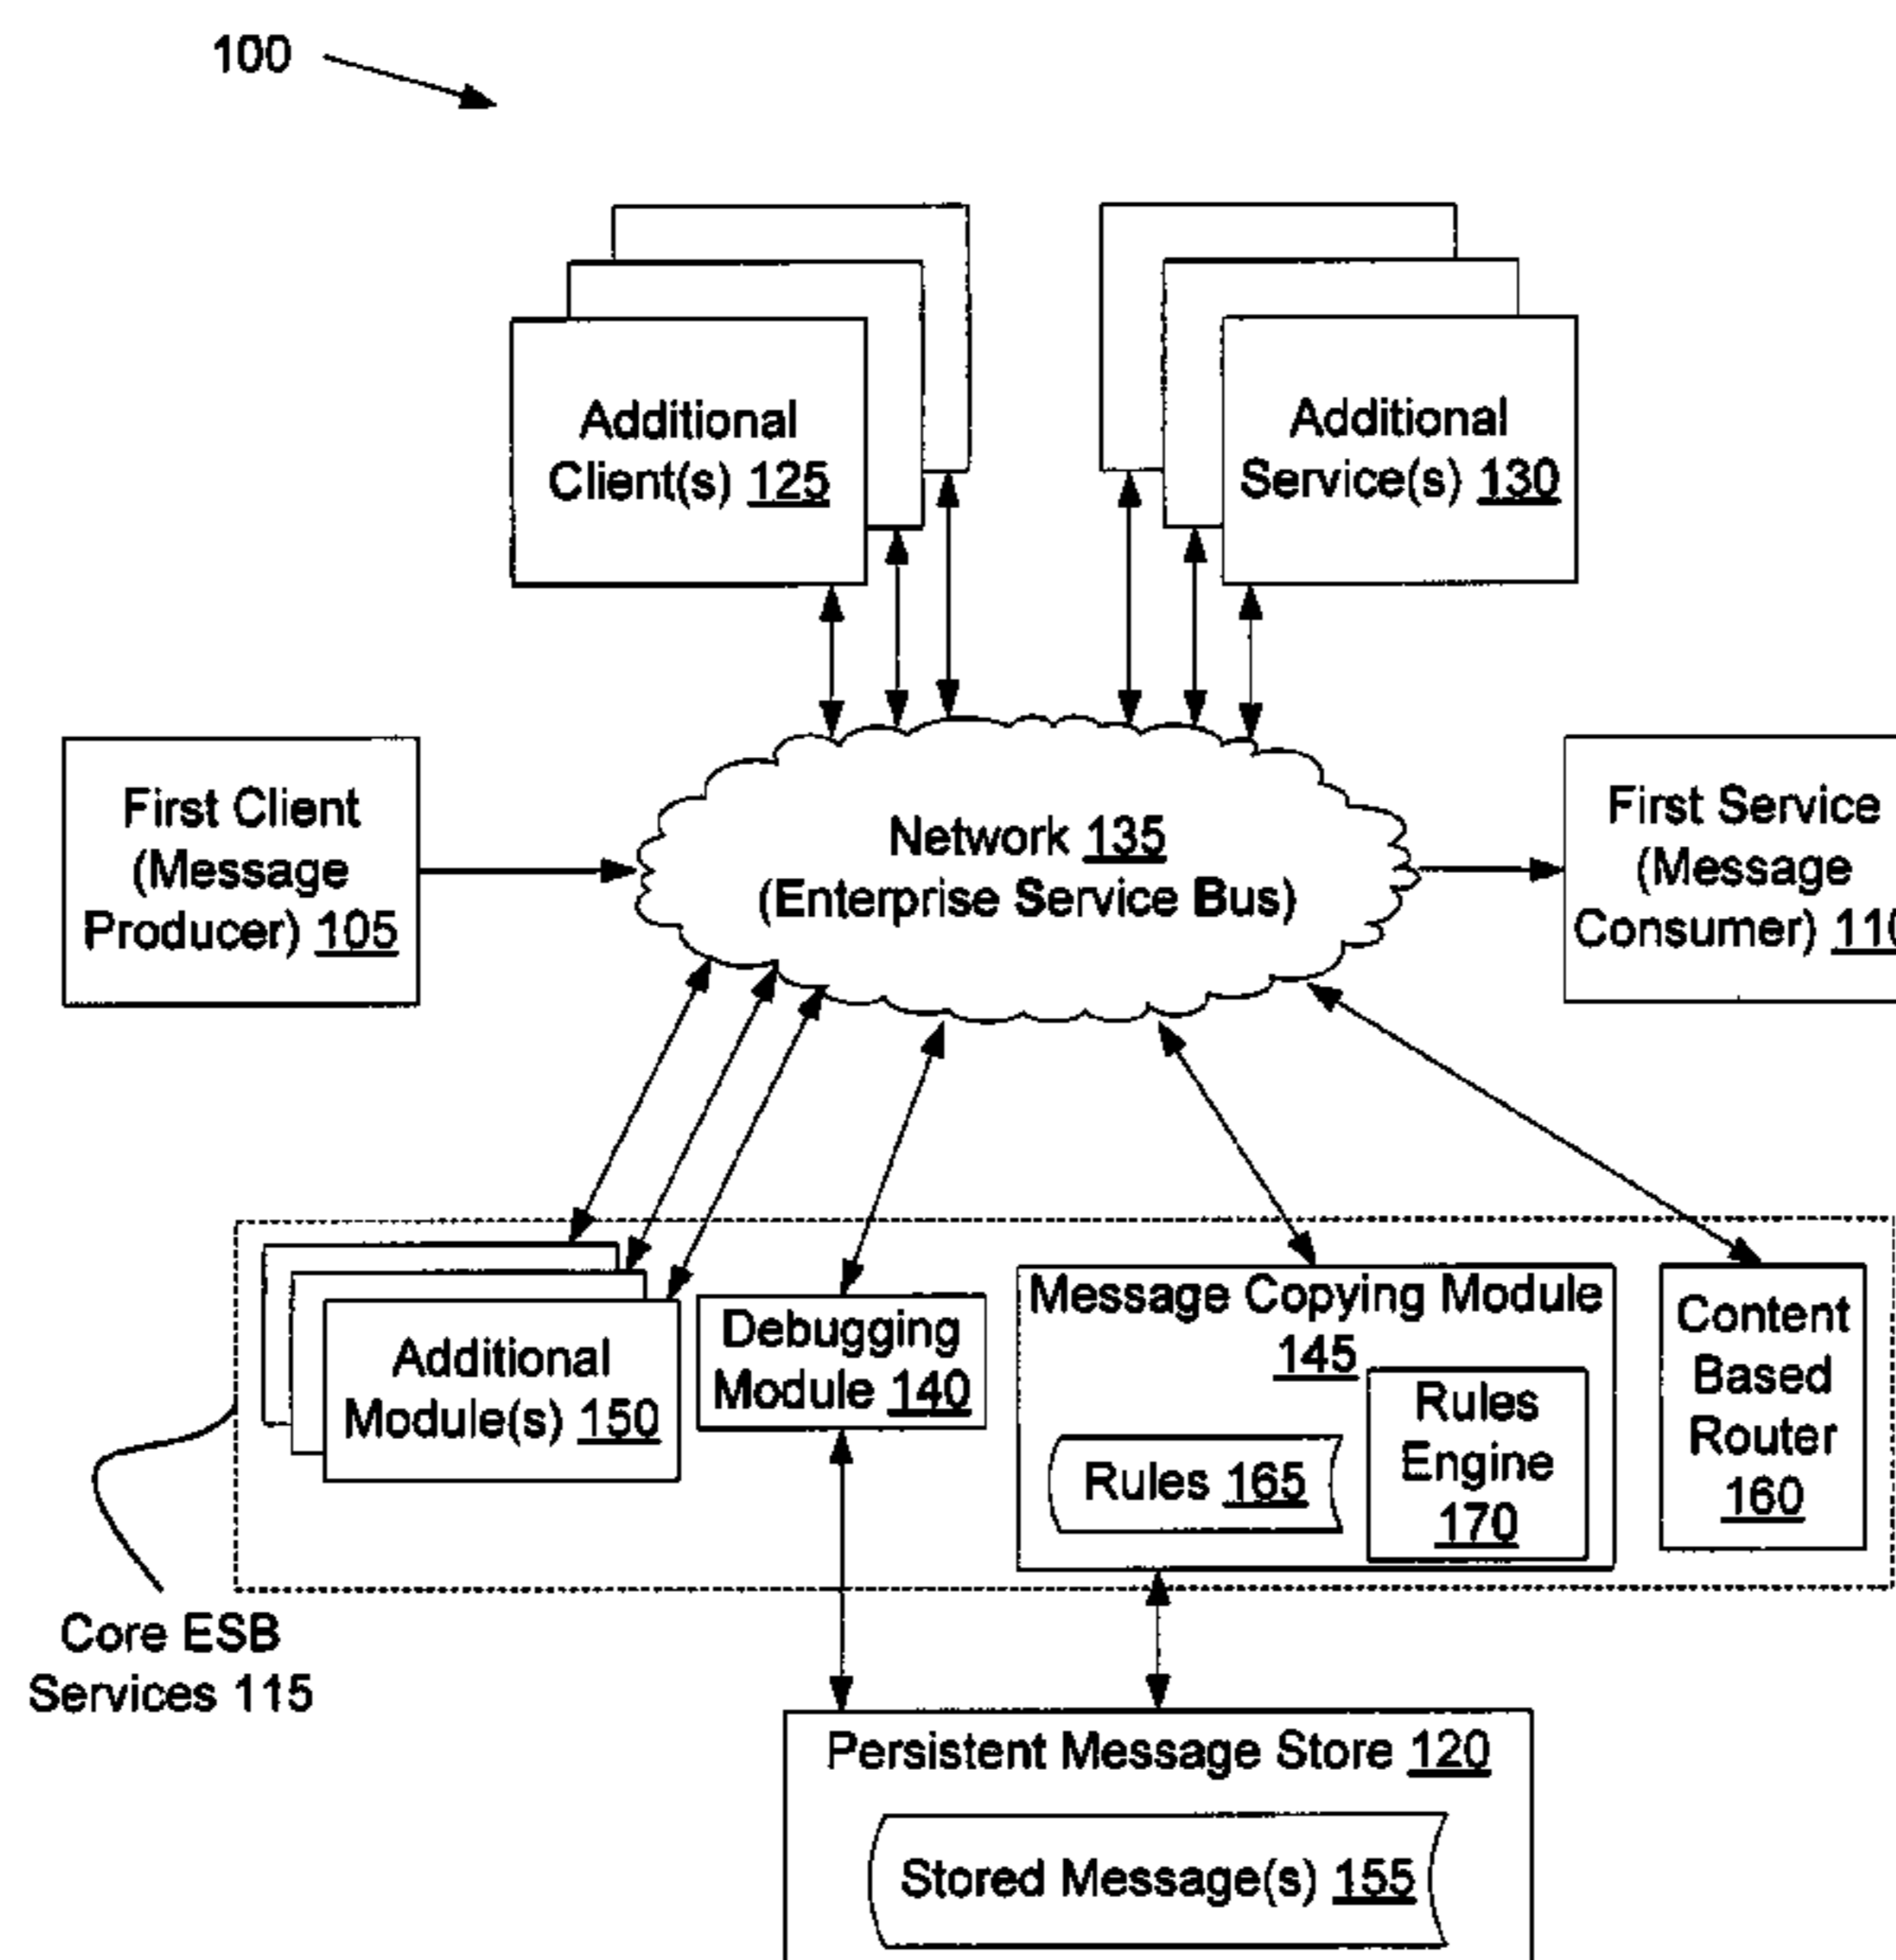 100
Additional
Client(s) 125
Additional
Service(s) 130
First Client
(Message
Producer) 105
Network 135
(Enterprise Service Bus)
First Service
(Message
Consumer) 110
Additional
Module(s) 150
Debugging
Module 140
Message Copying Module
145
Rules 165
Rules
Engine
170
Content
Based
Router
160
Core ESB
Services 115
Persistent Message Store 120
Stored Message(s) 155